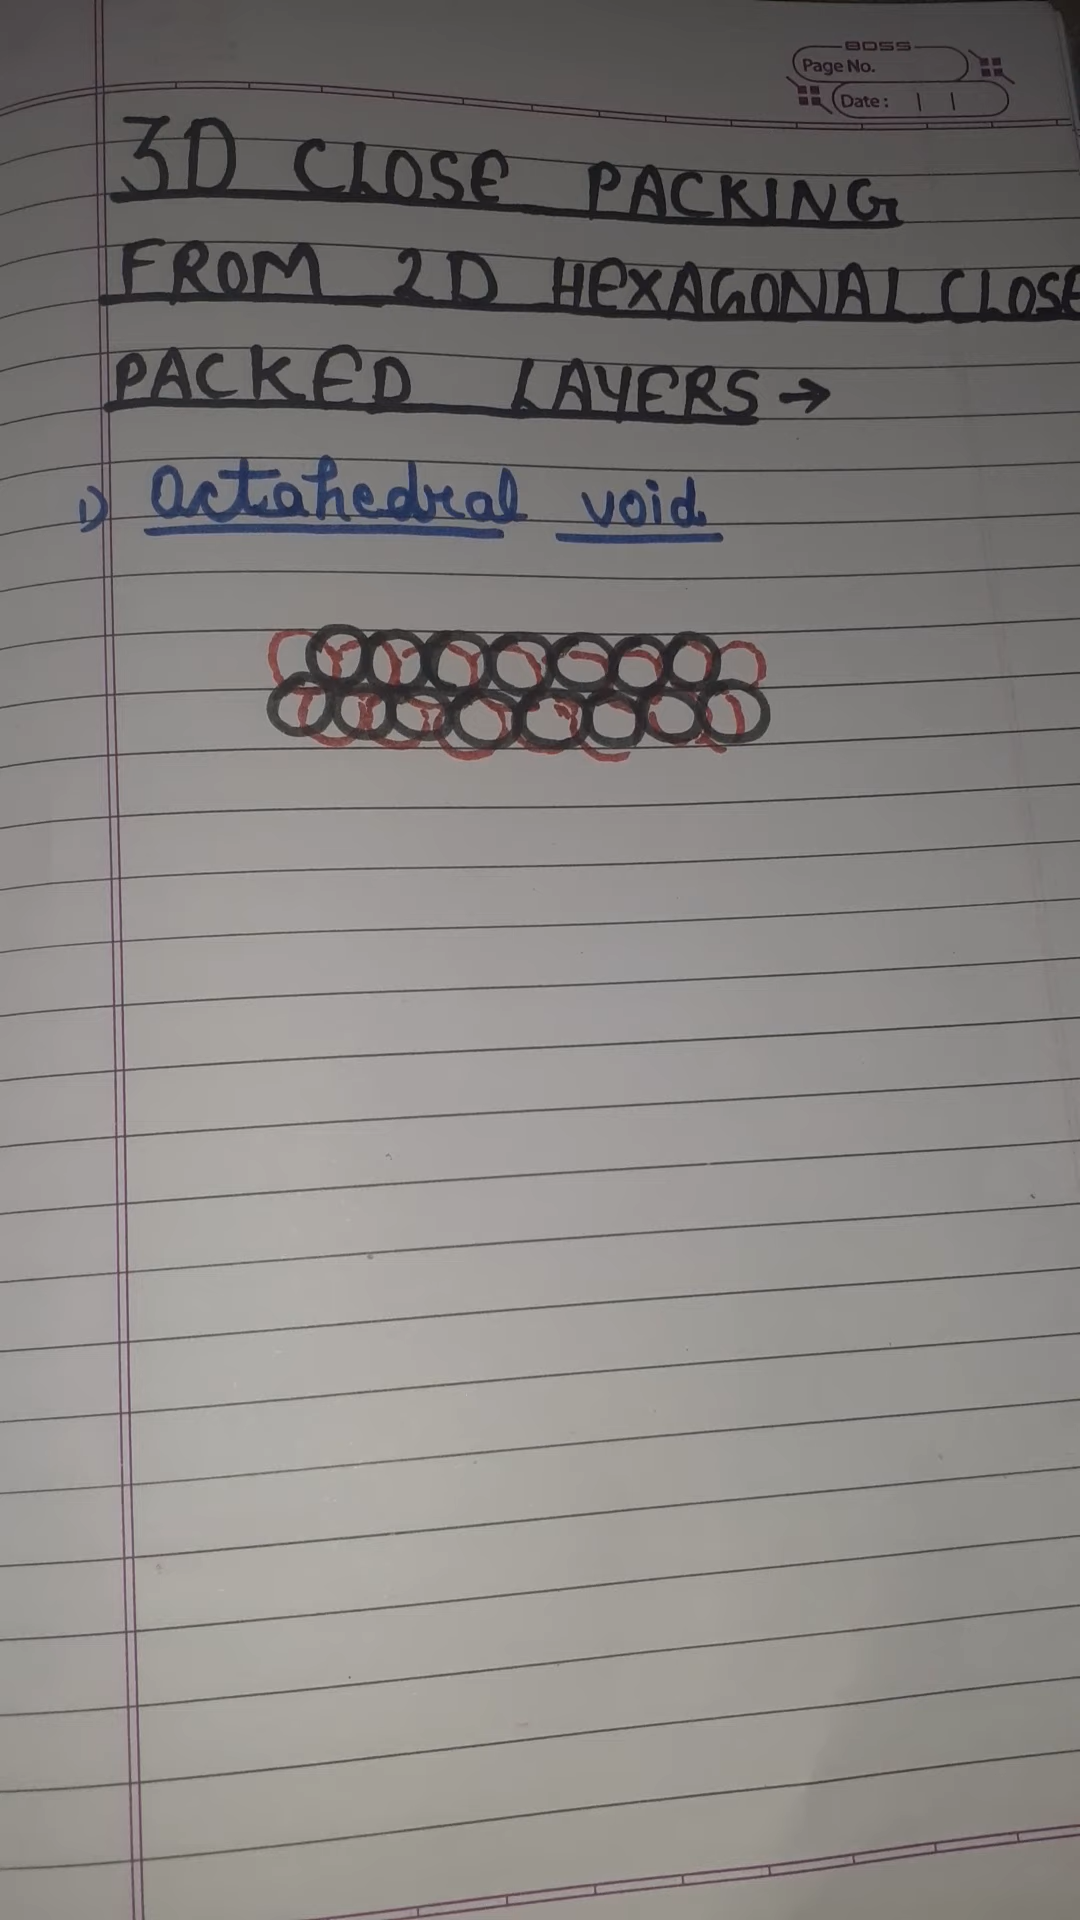 BOSS
Page No.
Date:
3D CLOSE PACKING
FROM 2D HEXAGONAL CLOSE
PACKED LAYERS →
1) Octahedral void